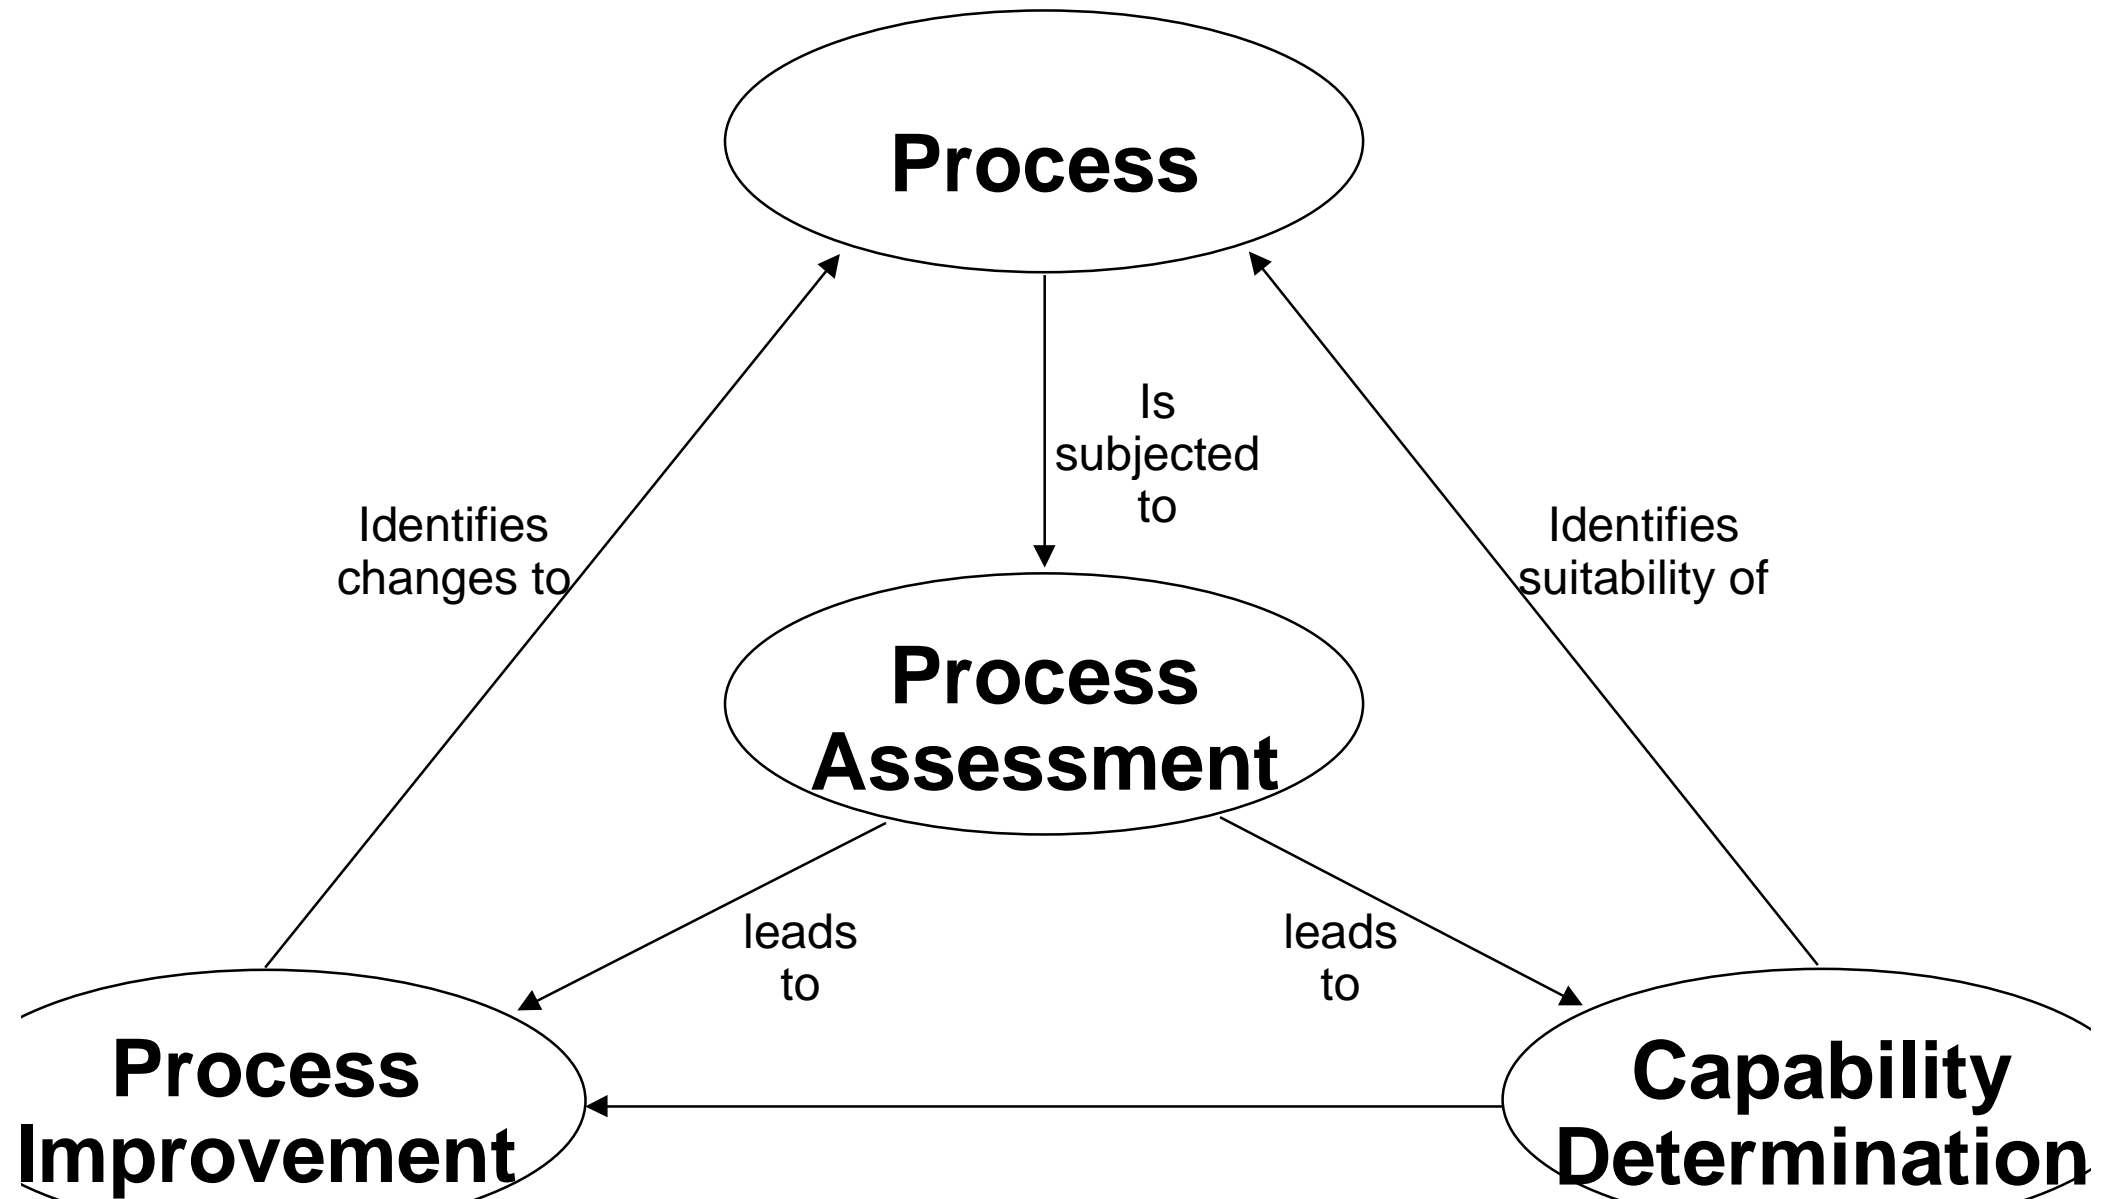 Process
Is
subjected
to
Identifies
changes to
Identifies
suitability of
Process
Assessment
leads
to
leads
to
Process
Improvement
Capability
Determination